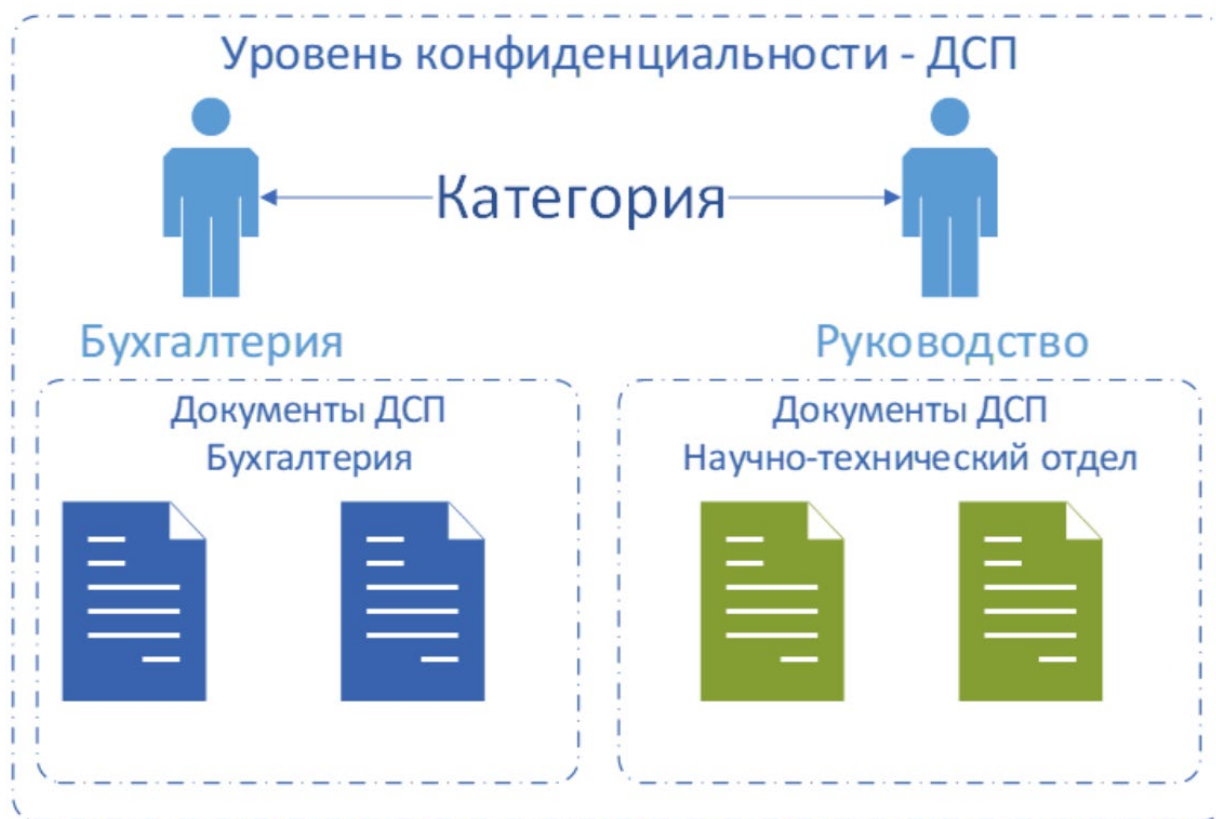 Уровень конфиденциальности - ДСП
Категория
Бухгалтерия
Руководство
Документы ДСП
Бухгалтерия
Документы ДСП
Научно-технический отдел